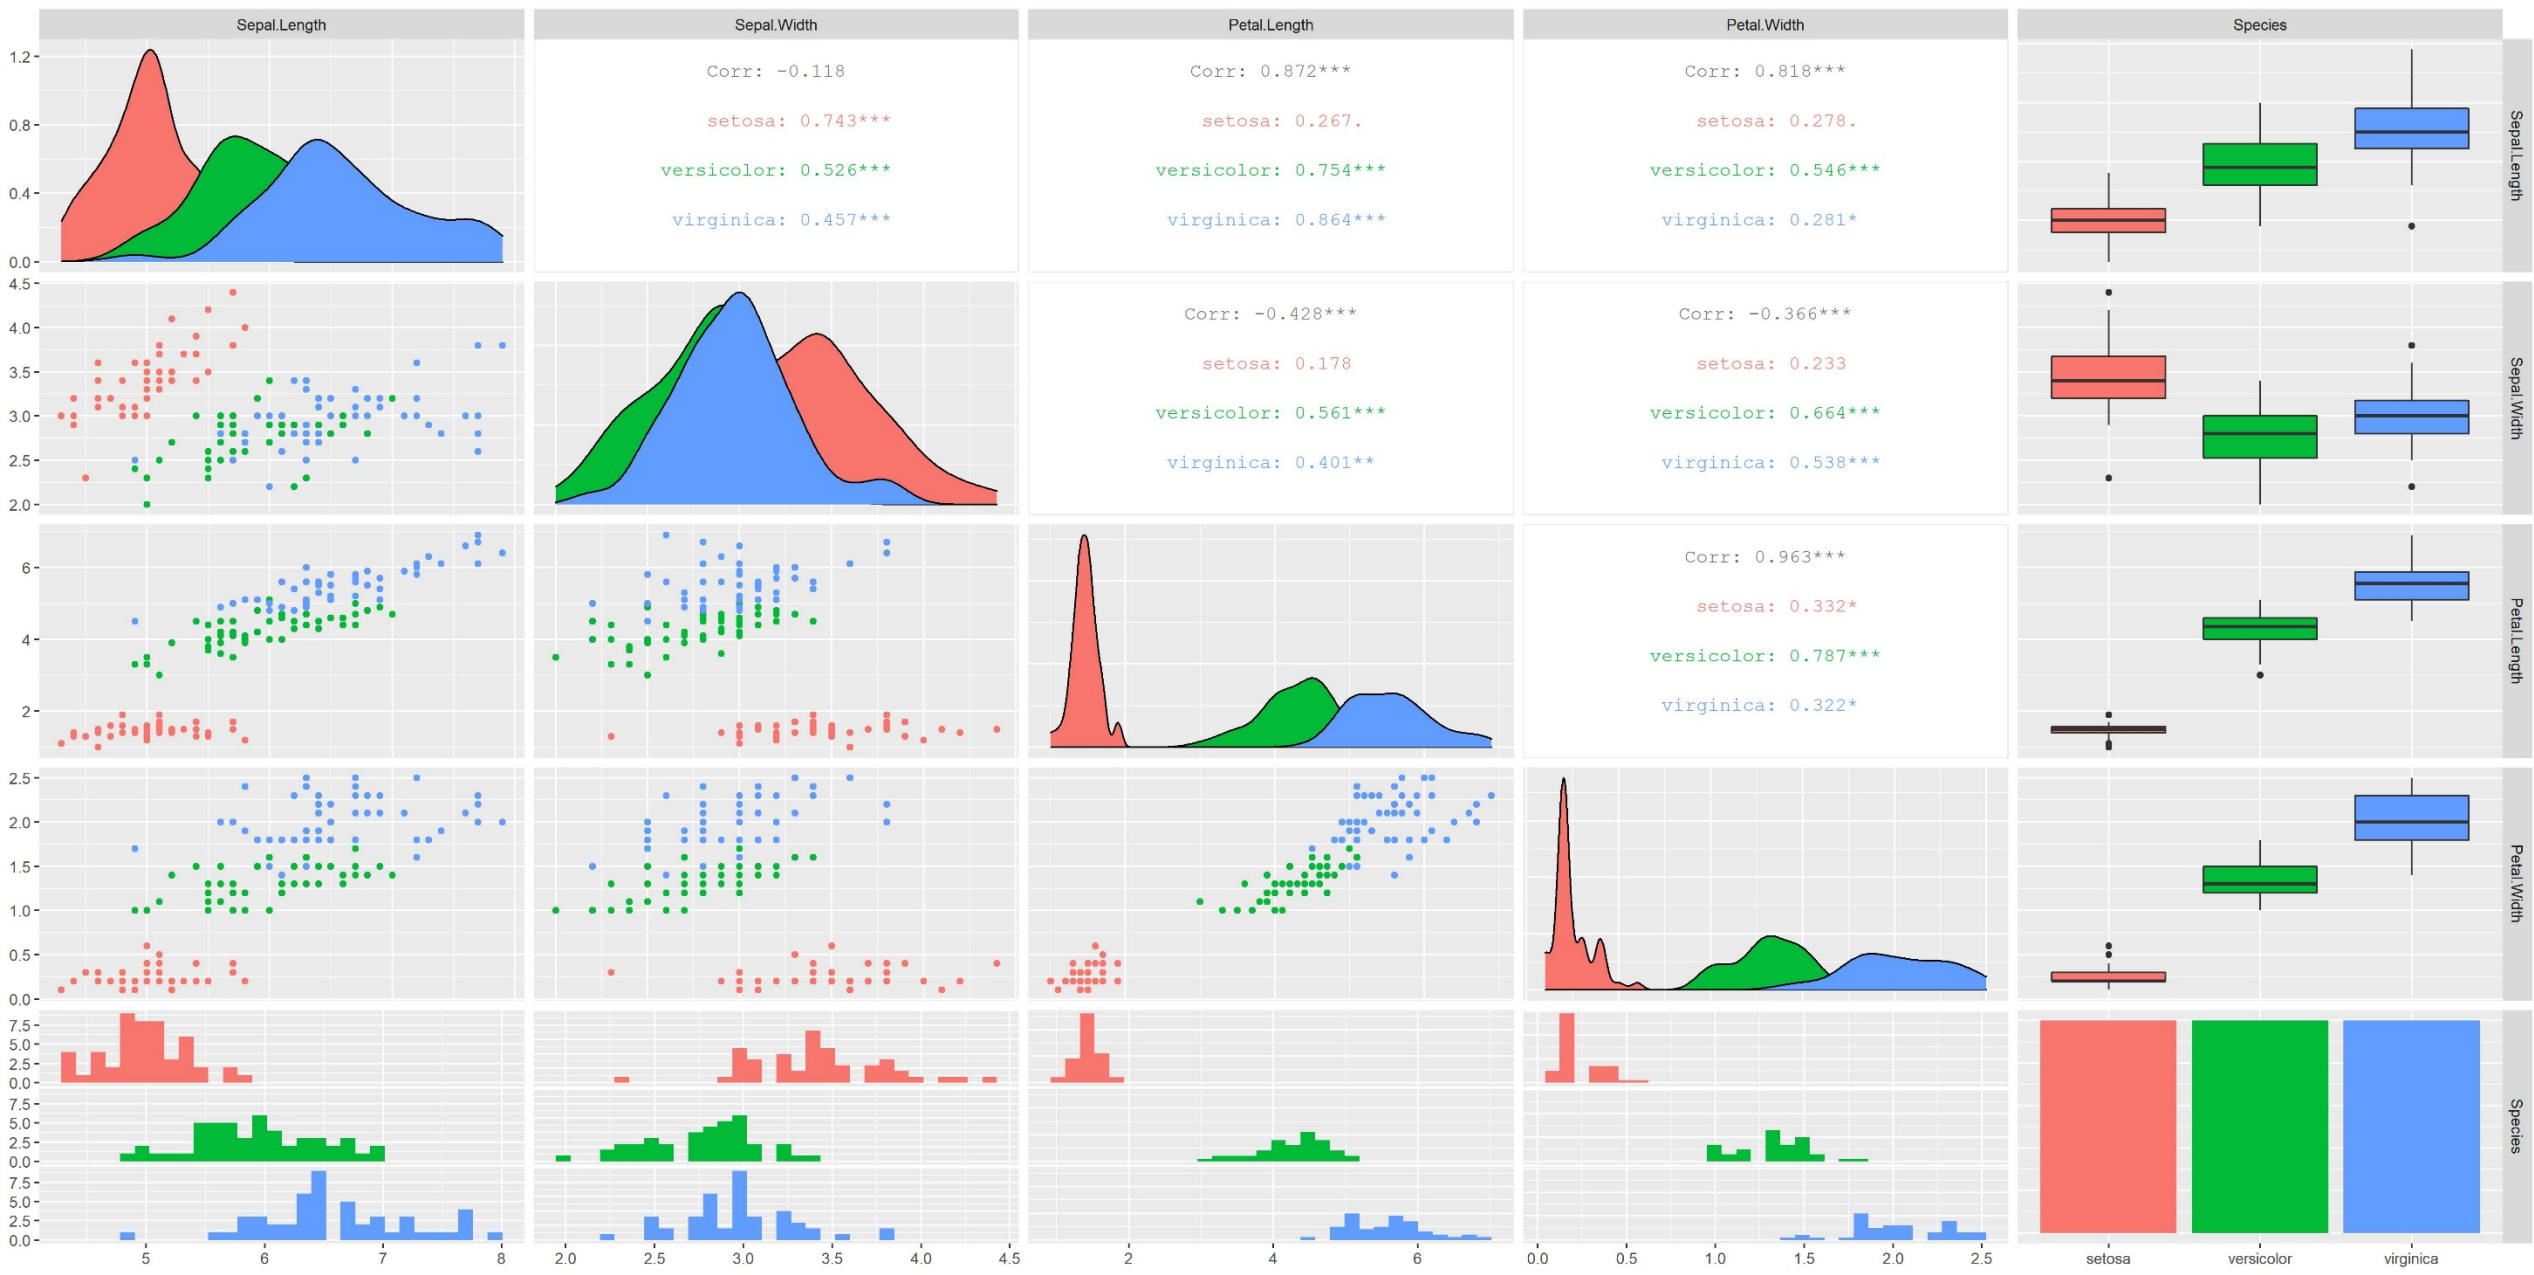 Sepal.Length
Sepal.Width
Petal.Length
Petal.Width
Species
1.2
0.8
0.4
0.0
Corr: -0.118
setosa: 0.743***
versicolor: 0.526***
virginica: 0.457***
Corr: 0.872***
setosa: 0.267.
versicolor: 0.754***
virginica: 0.864***
Corr: 0.818***
setosa: 0.278.
versicolor: 0.546***
virginica: 0.281*
Sepal.Length
4.5
4.0
3.5
3.0
2.5
2.0
Corr: -0.428***
setosa: 0.178
versicolor: 0.561***
virginica: 0.401**
Corr: -0.366***
setosa: 0.233
versicolor: 0.664***
virginica: 0.538***
Sepal.Width
6
4
2
Corr: 0.963***
setosa: 0.332*
versicolor: 0.787***
virginica: 0.322*
Petal.Length
2.5
2.0
1.5
1.0
0.5
0.0
Petal.Width
7.5
5.0
2.5
0.0
7.5
5.0
2.5
0.0
7.5
5.0
2.5
0.0
Species
5 6 7 8
2.0 2.5 3.0 3.5 4.0 4.5
2 4 6
0.0 0.5 1.0 1.5 2.0 2.5
setosa versicolor virginica